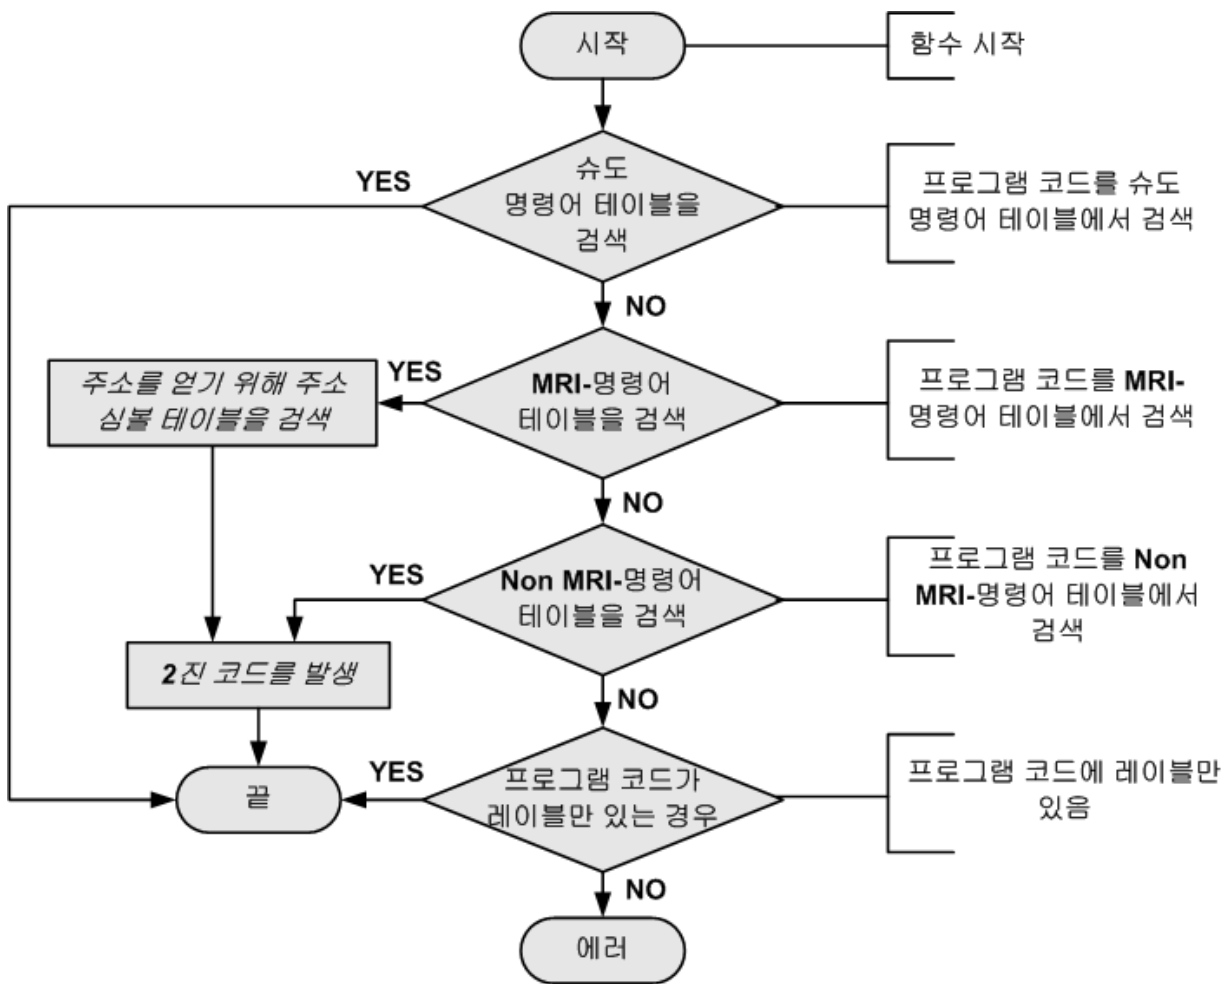 시작
함수 시작
슈도
명령어 테이블을
검색
YES
프로그램 코드를 슈도
명령어 테이블에서 검색
NO
MRI-명령어
테이블을 검색
YES
주소를 얻기 위해 주소
심볼 테이블을 검색
프로그램 코드를 MRI-
명령어 테이블에서 검색
NO
Non MRI-명령어
테이블을 검색
YES
프로그램 코드를 Non
MRI-명령어 테이블에서
검색
2진 코드를 발생
NO
프로그램 코드가
레이블만 있는 경우
YES
끝
프로그램 코드에 레이블만
있음
NO
에러